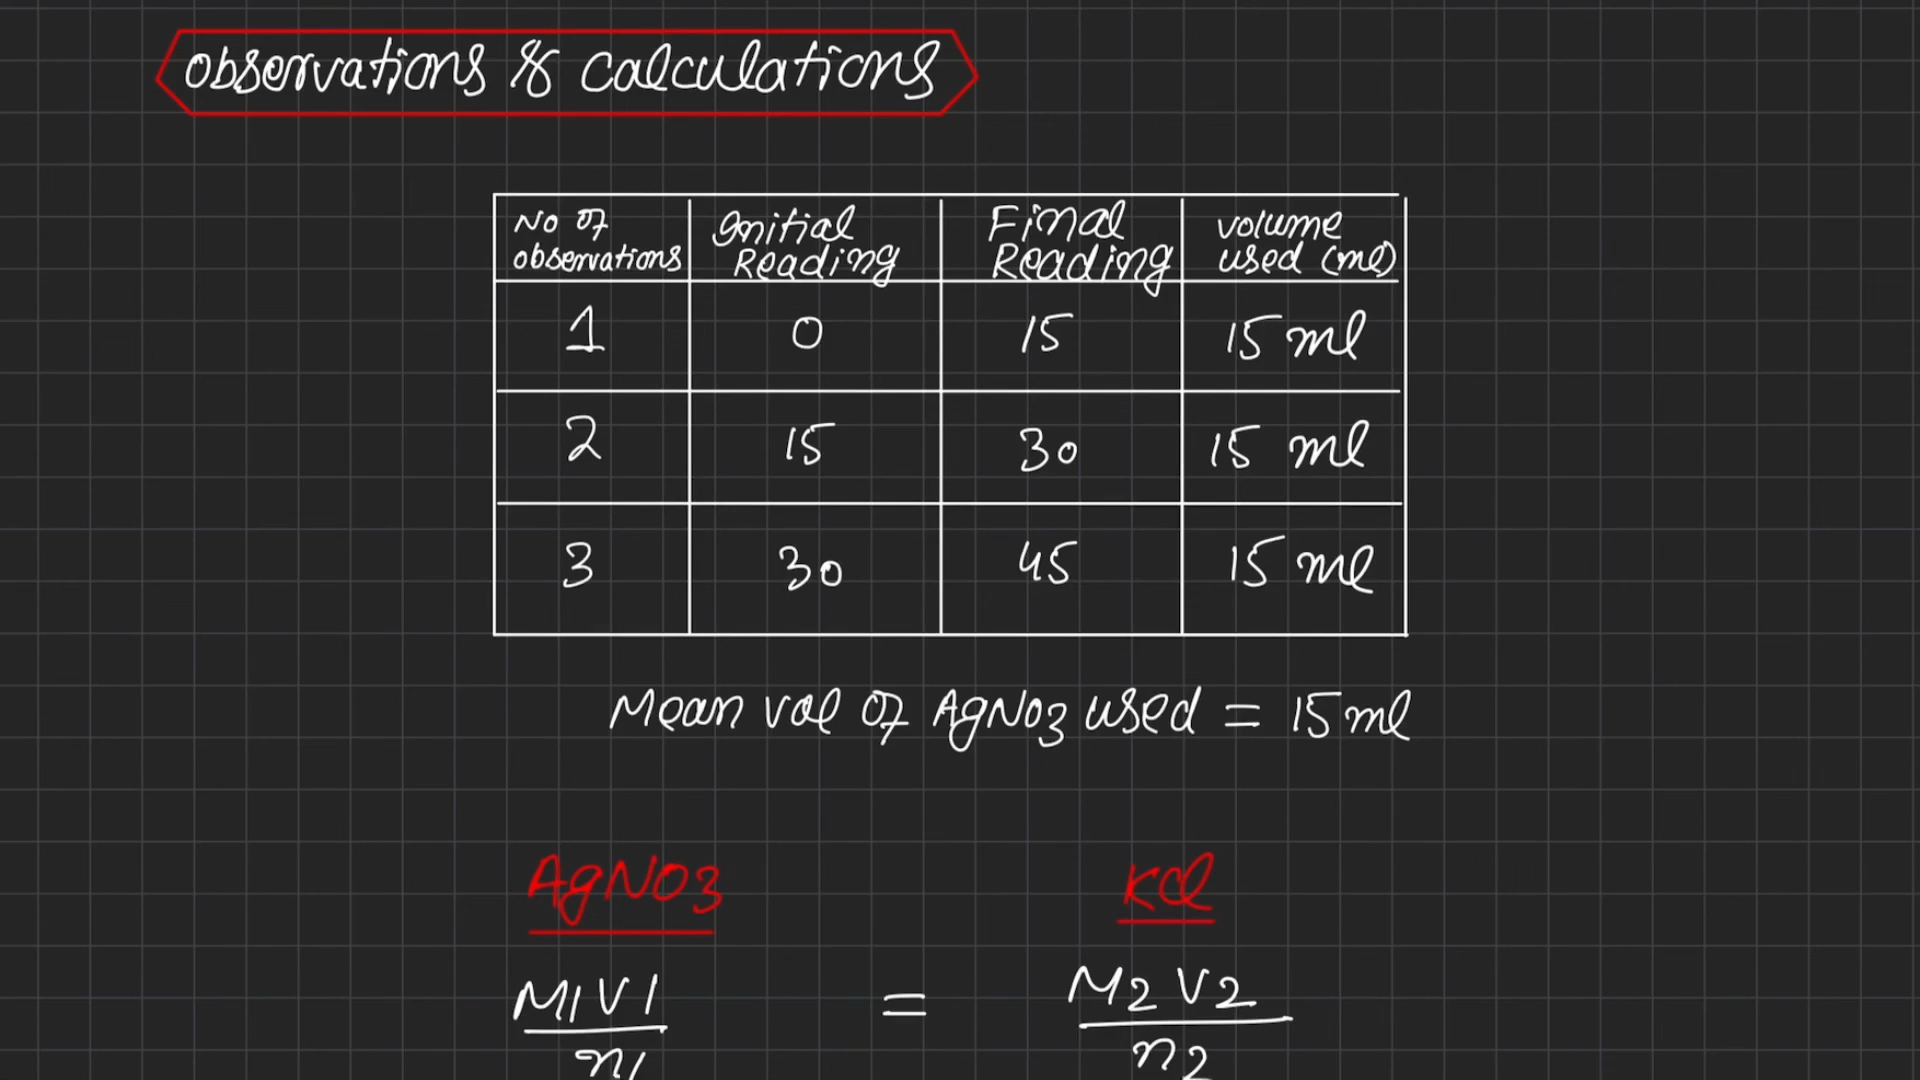 observations & calculations
No of observations | Initial Reading | Final Reading | volume used (ml)
1 | 0 | 15 | 15 ml
2 | 15 | 30 | 15 ml
3 | 30 | 45 | 15 ml
Mean vol of AgNO3 used = 15 ml
AgNO3 KCl
M1V1 = M2V2
n1 n2